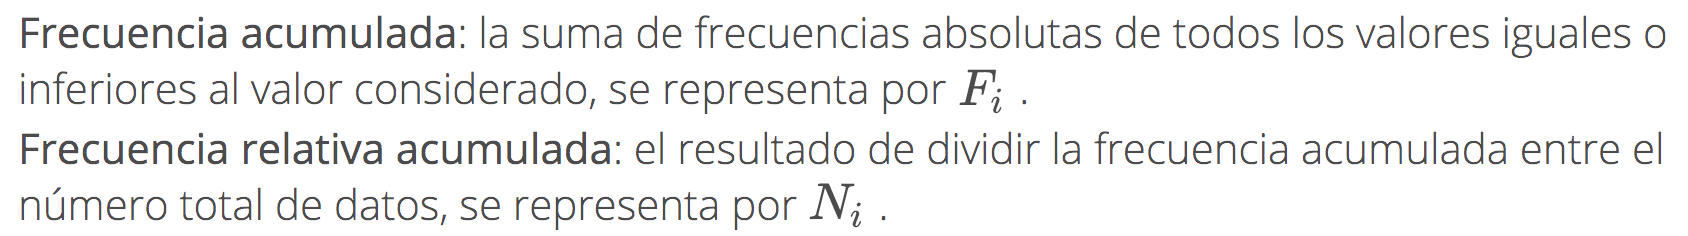 Frecuencia acumulada: la suma de frecuencias absolutas de todos los valores iguales o
inferiores al valor considerado, se representa por Fᵢ .
Frecuencia relativa acumulada: el resultado de dividir la frecuencia acumulada entre el
número total de datos, se representa por Nᵢ .